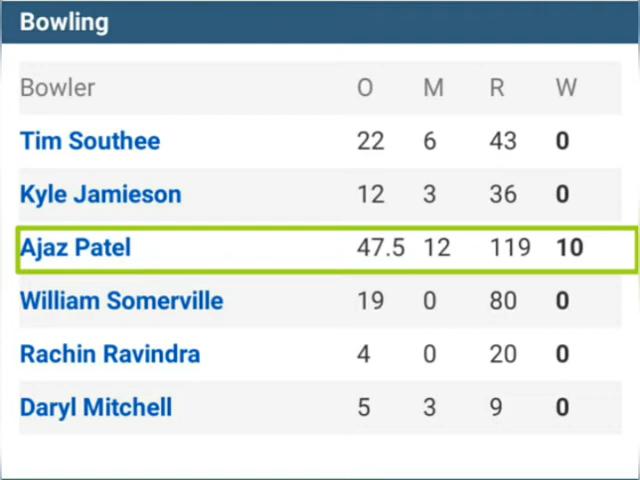 Bowling
Bowler O M R W
Tim Southee 22 6 43 0
Kyle Jamieson 12 3 36 0
Ajaz Patel 47.5 12 119 10
William Somerville 19 0 80 0
Rachin Ravindra 4 0 20 0
Daryl Mitchell 5 3 9 0